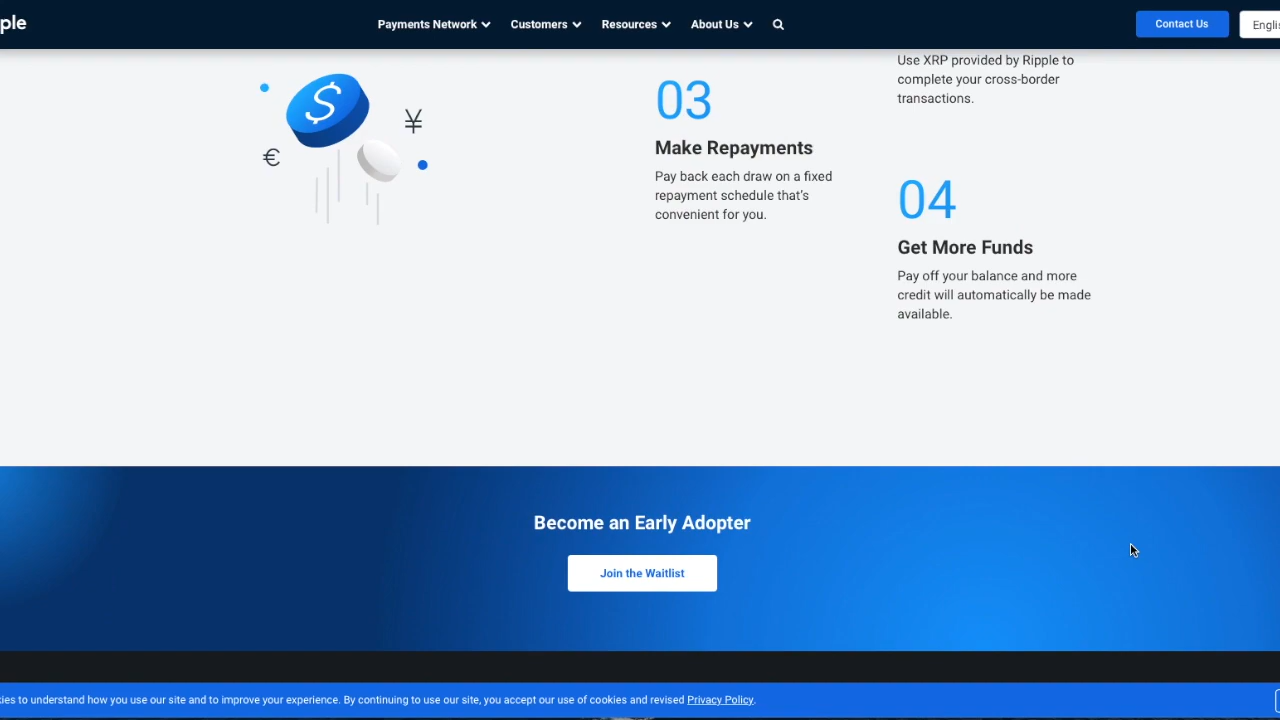 ple
Payments Network
Customers
Resources
About Us
Contact Us
Englis
Use XRP provided by Ripple to
complete your cross-border
transactions.
$
¥
€
03
Make Repayments
Pay back each draw on a fixed
repayment schedule that's
convenient for you.
04
Get More Funds
Pay off your balance and more
credit will automatically be made
available.
Become an Early Adopter
Join the Waitlist
ies to understand how you use our site and to improve your experience. By continuing to use our site, you accept our use of cookies and revised Privacy Policy.